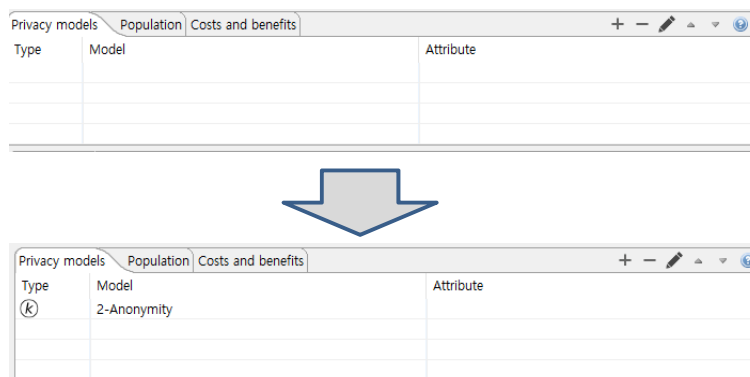 Privacy models Population Costs and benefits
Type Model Attribute
Privacy models Population Costs and benefits
Type Model Attribute
k 2-Anonymity